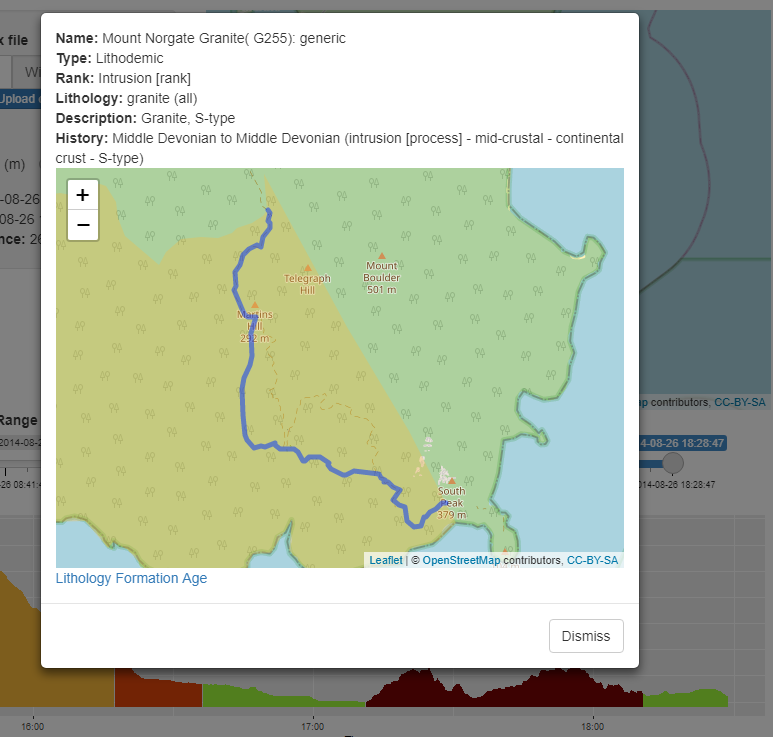 Name: Mount Norgate Granite( G255): generic
k file
Type: Lithodemic
Rank: Intrusion [rank]
Lithology: granite (all)
Upload
Description: Granite, S-type
History: Middle Devonian to Middle Devonian (intrusion [process] - mid-crustal - continental
crust - S-type)
(m)
+
-08-26
−
08-26
nce: 26
Telegraph
Hill
Mount
Boulder
501 m
Martins
Hill
292 m
Range
contributors, CC-BY-SA
2014-08-2
4-08-26 18:28:47
-26 08:41:4
014-08-26 18:28:47
South
Peak
379 m
Leaflet | © OpenStreetMap contributors, CC-BY-SA
Lithology Formation Age
Dismiss
16:00
17:00
18:00